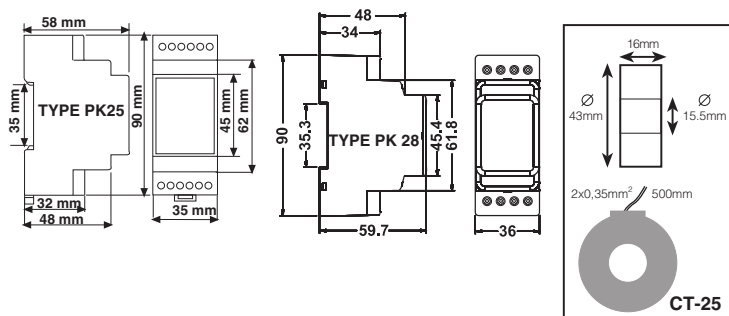 58 mm
35 mm
TYPE PK25
90 mm
45 mm
62 mm
32 mm
48 mm
35 mm
48
34
90
35.3
TYPE PK 28
45.4
61.8
59.7
36
16mm
Ø
43mm
Ø
15.5mm
2x0,35mm²
500mm
CT-25